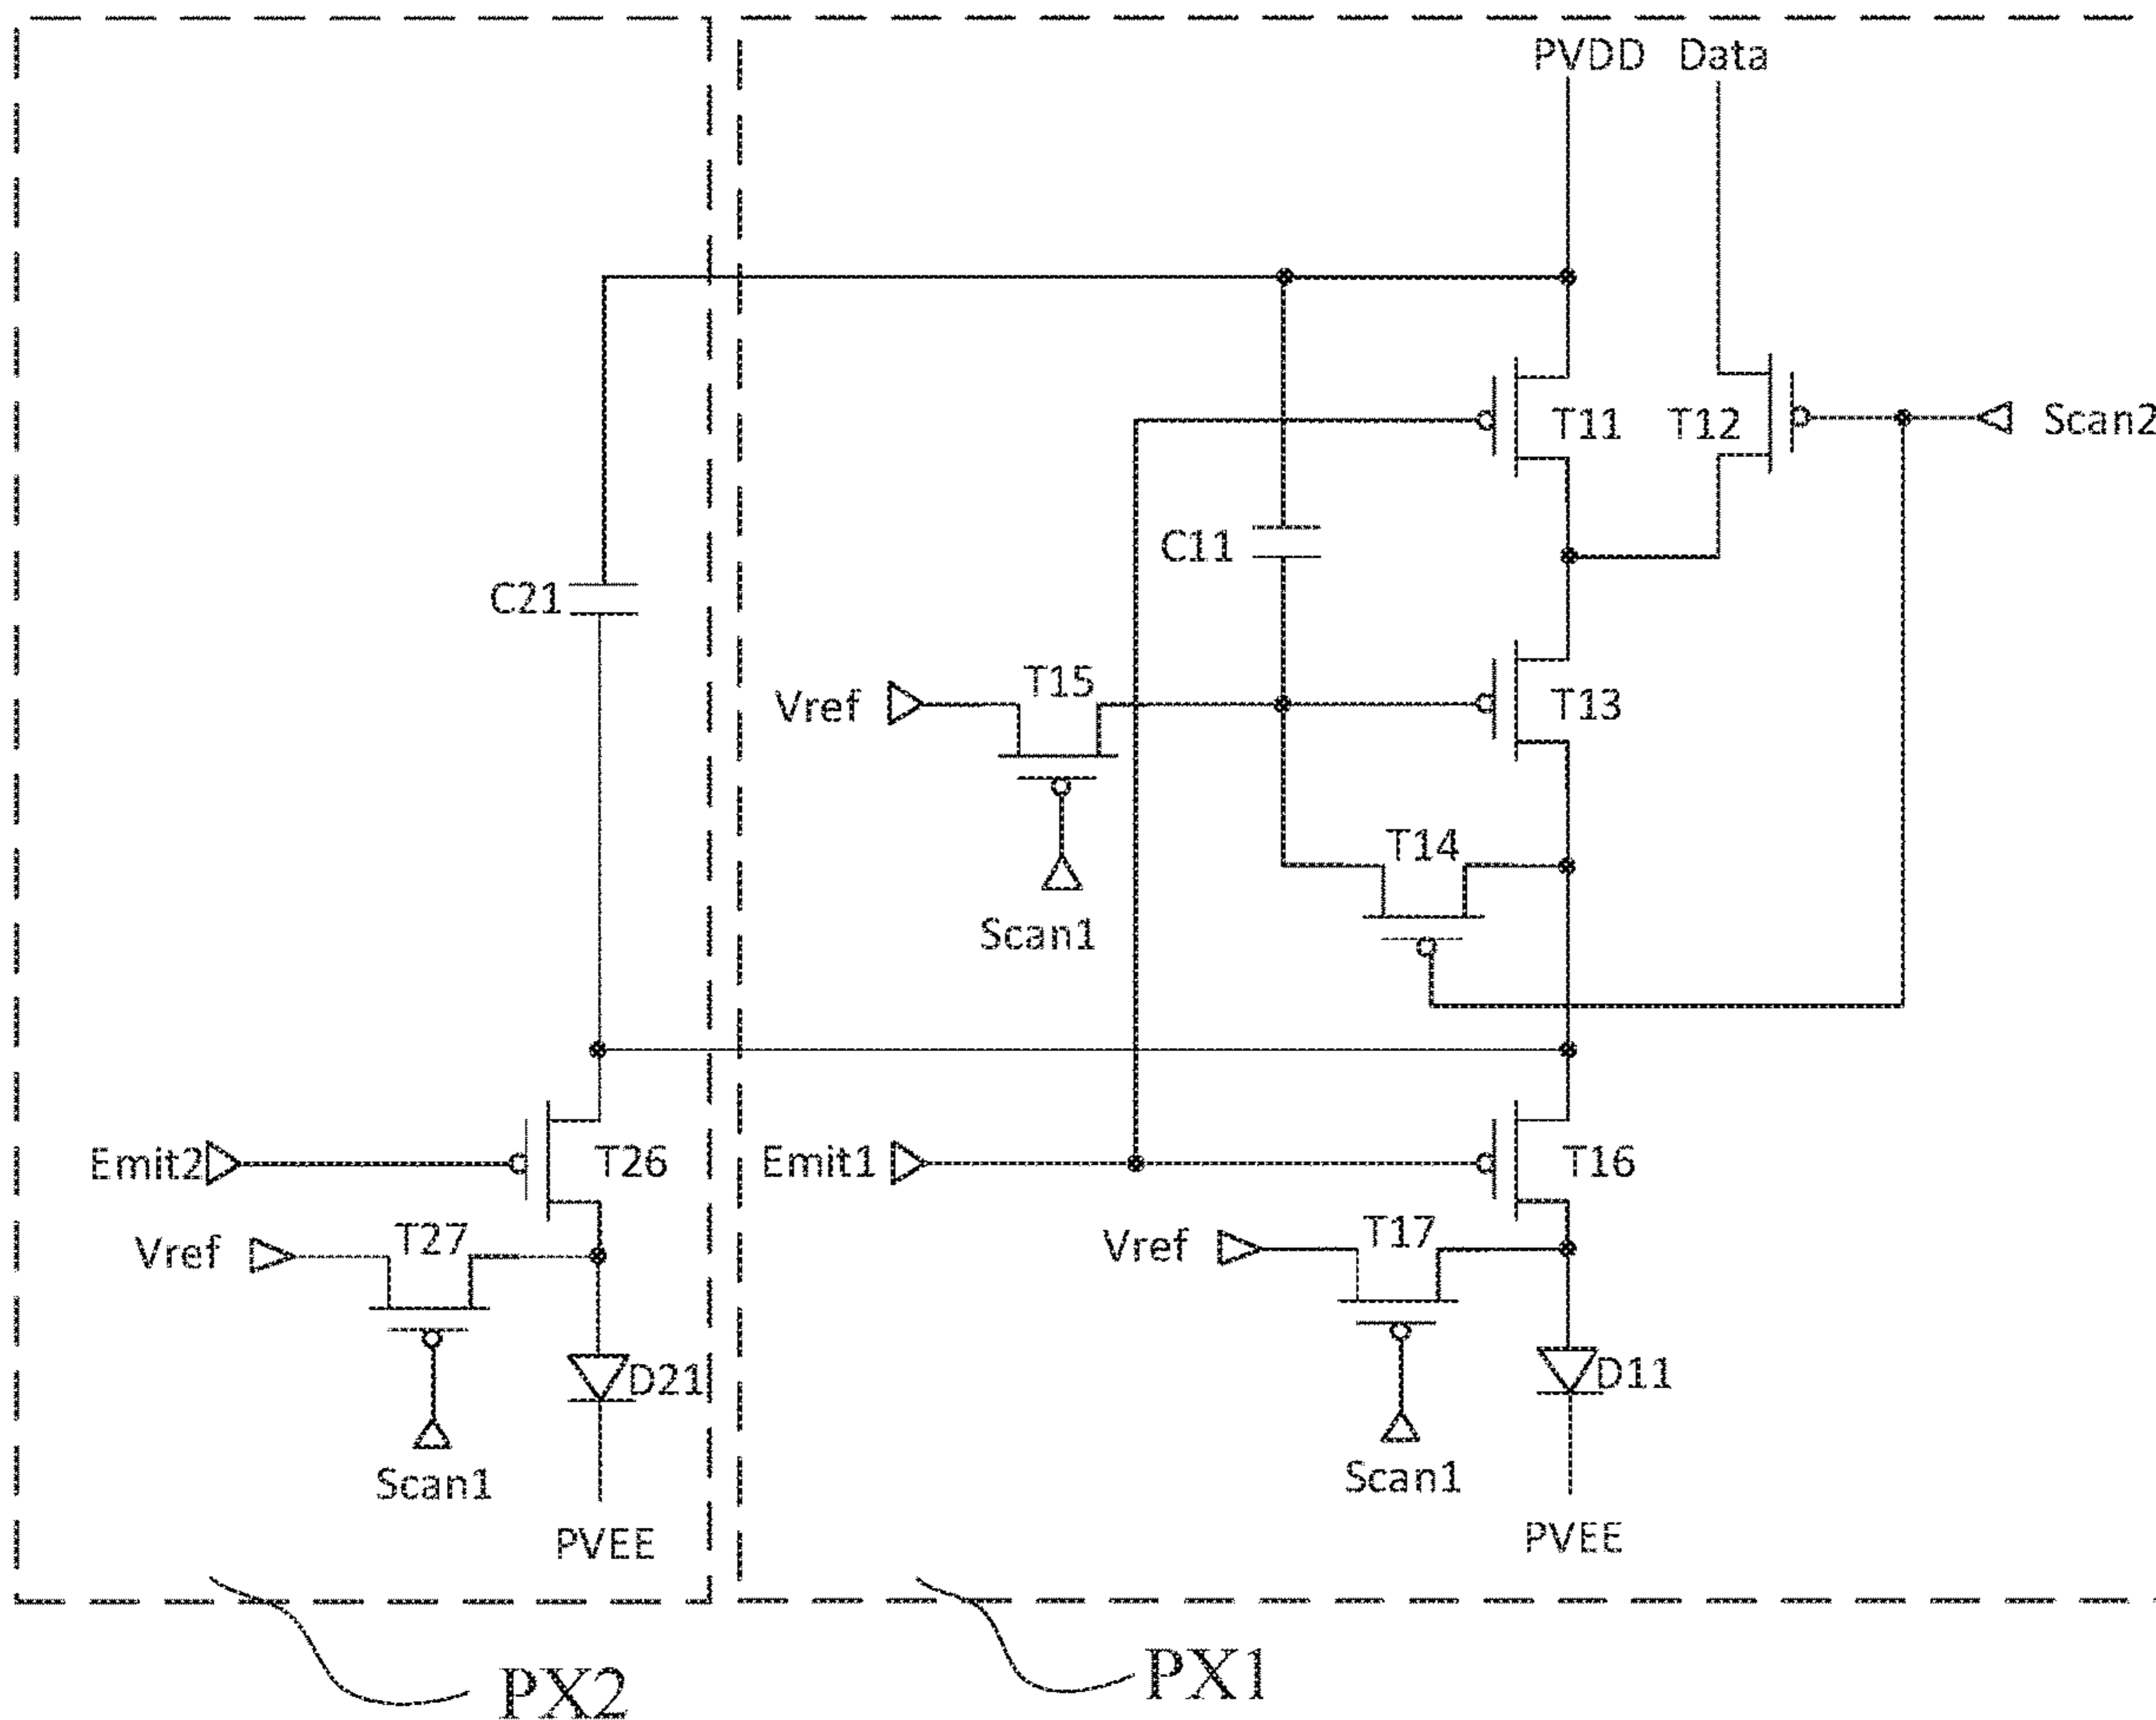 PVDD Data
T11 T12 Scan2
C11
C21
T15
Vref T13
T14
Scan1
Emit2 T26 Emit1 T16
Vref T27 Vref T17
D21 D11
Scan1 Scan1
PVEE PVEE
PX2 PX1